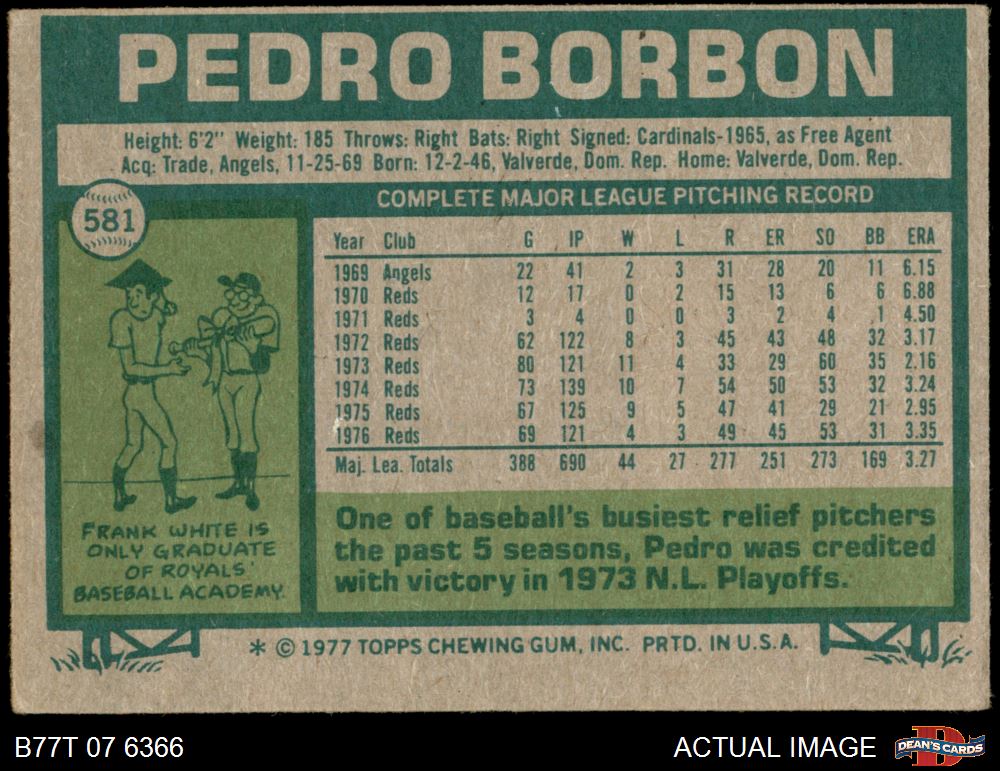 PEDRO BORBON
Height: 6'2" Weight: 185 Throws: Right Bats: Right Signed: Cardinals-1965, as Free Agent
Acq: Trade, Angels, 11-25-69 Born: 12-2-46, Valverde, Dom. Rep. Home: Valverde, Dom. Rep.
581
COMPLETE MAJOR LEAGUE PITCHING RECORD
Year Club G IP W L R ER SO BB ERA
1969 Angels 22 41 2 3 31 28 20 11 6.15
1970 Reds 12 17 0 2 15 13 6 6 6.88
1971 Reds 3 4 0 0 3 2 4 1 4.50
1972 Reds 62 122 8 3 45 43 48 32 3.17
1973 Reds 80 121 11 4 33 29 60 35 2.16
1974 Reds 73 139 10 7 54 50 53 32 3.24
1975 Reds 67 125 9 5 47 41 29 21 2.95
1976 Reds 69 121 4 3 49 45 53 31 3.35
Maj. Lea. Totals 388 690 44 27 277 251 273 169 3.27
FRANK WHITE IS
ONLY GRADUATE
OF ROYALS'
BASEBALL ACADEMY.
One of baseball's busiest relief pitchers
the past 5 seasons, Pedro was credited
with victory in 1973 N.L. Playoffs.
* © 1977 TOPPS CHEWING GUM, INC. PRTD. IN U.S.A.
B77T 07 6366
ACTUAL IMAGE
DEAN'S CARDS